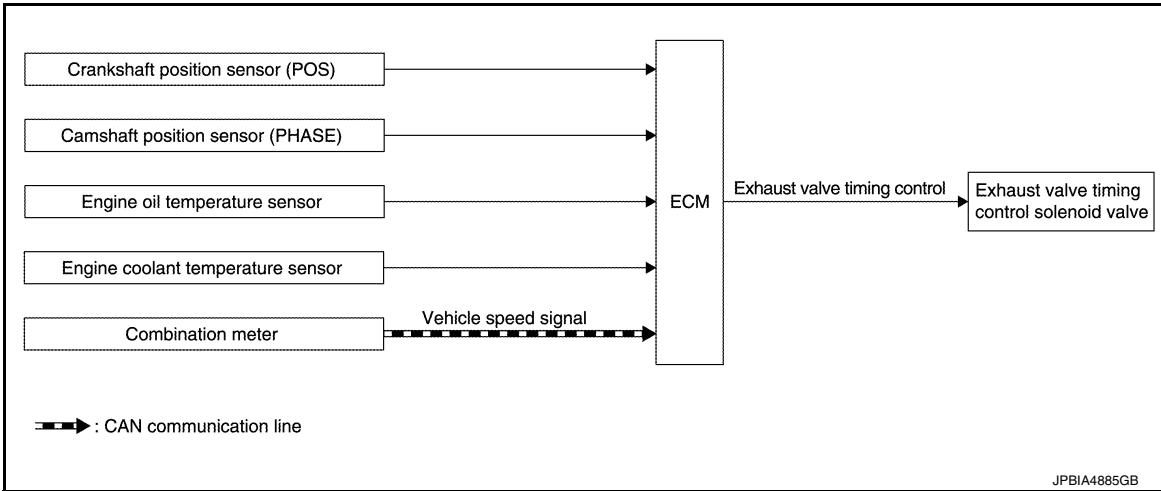 Crankshaft position sensor (POS)
Camshaft position sensor (PHASE)
Engine oil temperature sensor
Engine coolant temperature sensor
Combination meter
Vehicle speed signal
ECM
Exhaust valve timing control
Exhaust valve timing
control solenoid valve
: CAN communication line
JPBIA4885GB